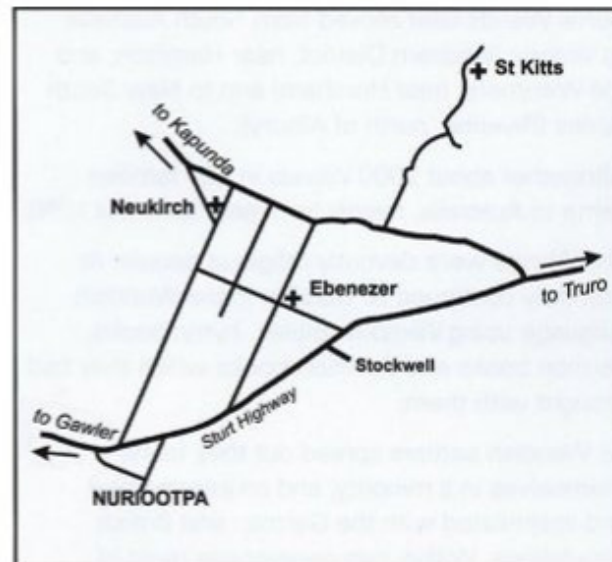 St Kitts
to Kapunda
Neukirch
Ebenezer
to Truro
Stockwell
to Gawler
Sturt Highway
NURIOOTPA